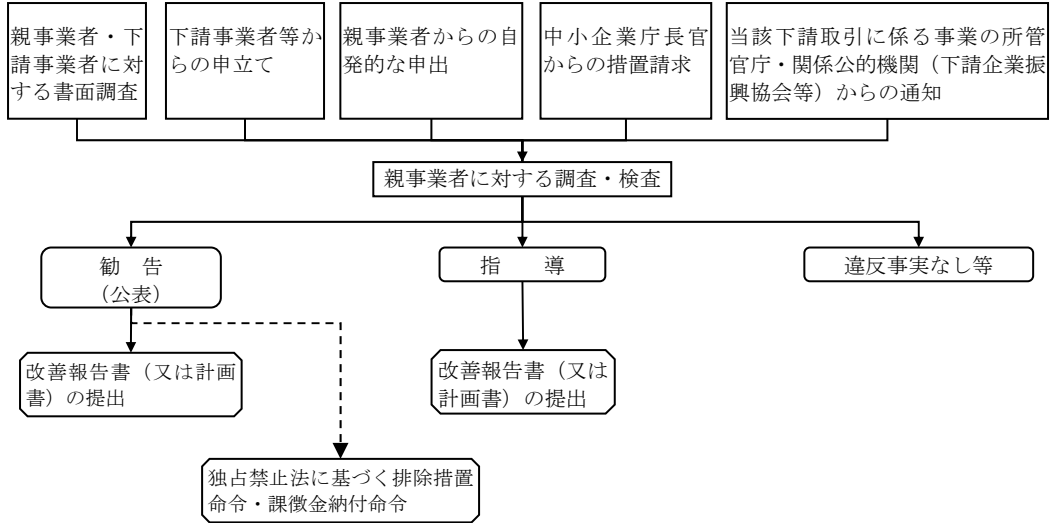 親事業者・下
請事業者に対
する書面調査
下請事業者等か
らの申立て
親事業者からの自
発的な申出
中小企業庁長官
からの措置請求
当該下請取引に係る事業の所管
官庁・関係公的機関（下請企業振
興協会等）からの通知
親事業者に対する調査・検査
勧　告
（公表）
指　　導
違反事実なし等
改善報告書（又は計画
書）の提出
改善報告書（又は
計画書）の提出
独占禁止法に基づく排除措置
命令・課徴金納付命令